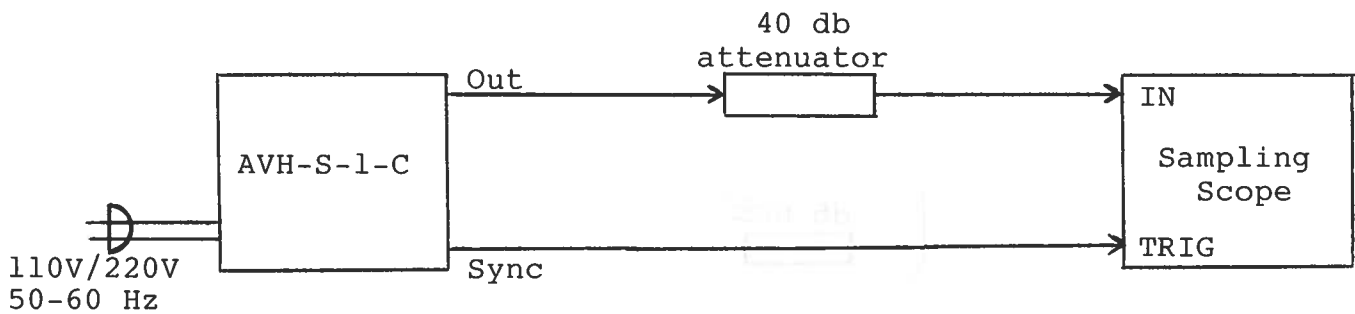 40 db
attenuator
Out
IN
AVH-S-1-C
Sampling
Scope
Sync
TRIG
110V/220V
50-60 Hz